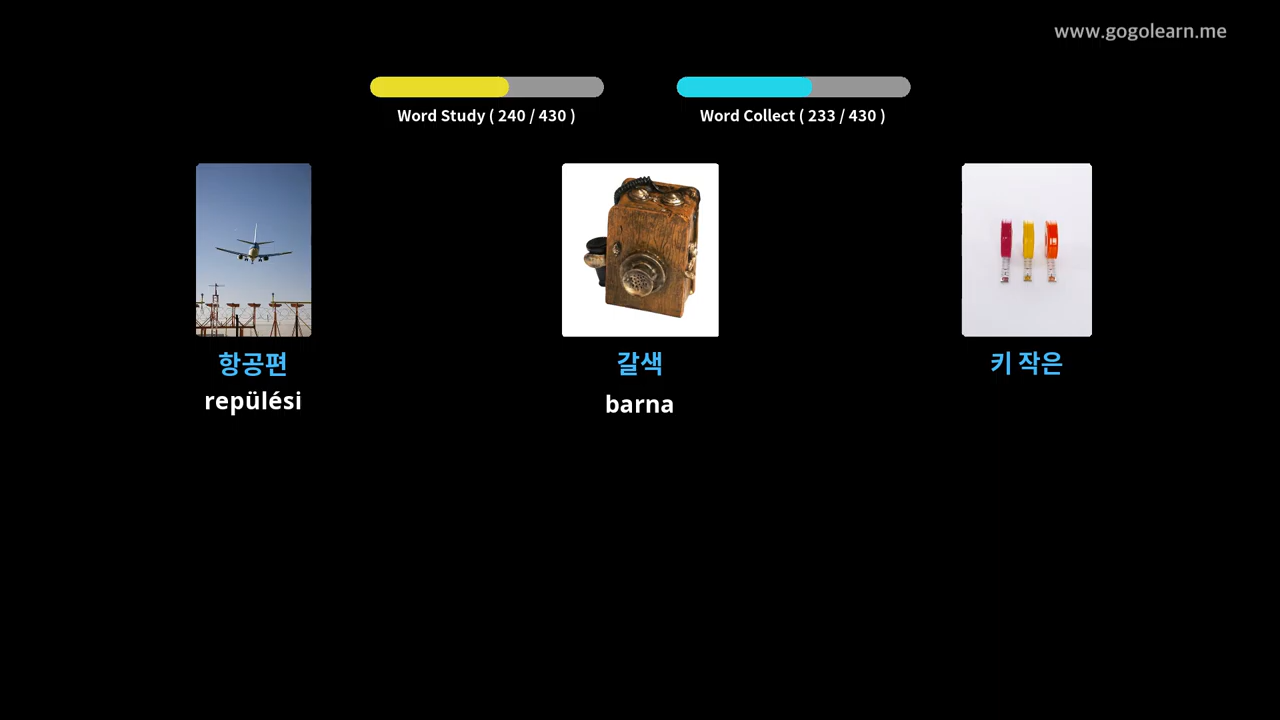 www.gogolearn.me
Word Study ( 240 / 430 )
Word Collect ( 233 / 430 )
항공편
repülési
갈색
barna
키 작은